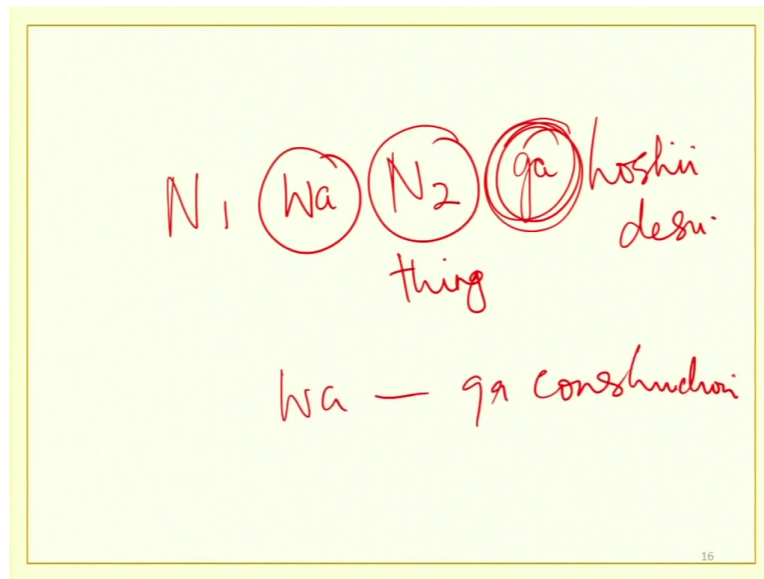 N1 wa N2 ga hoshii
desu.
thing
wa — ga construction
16